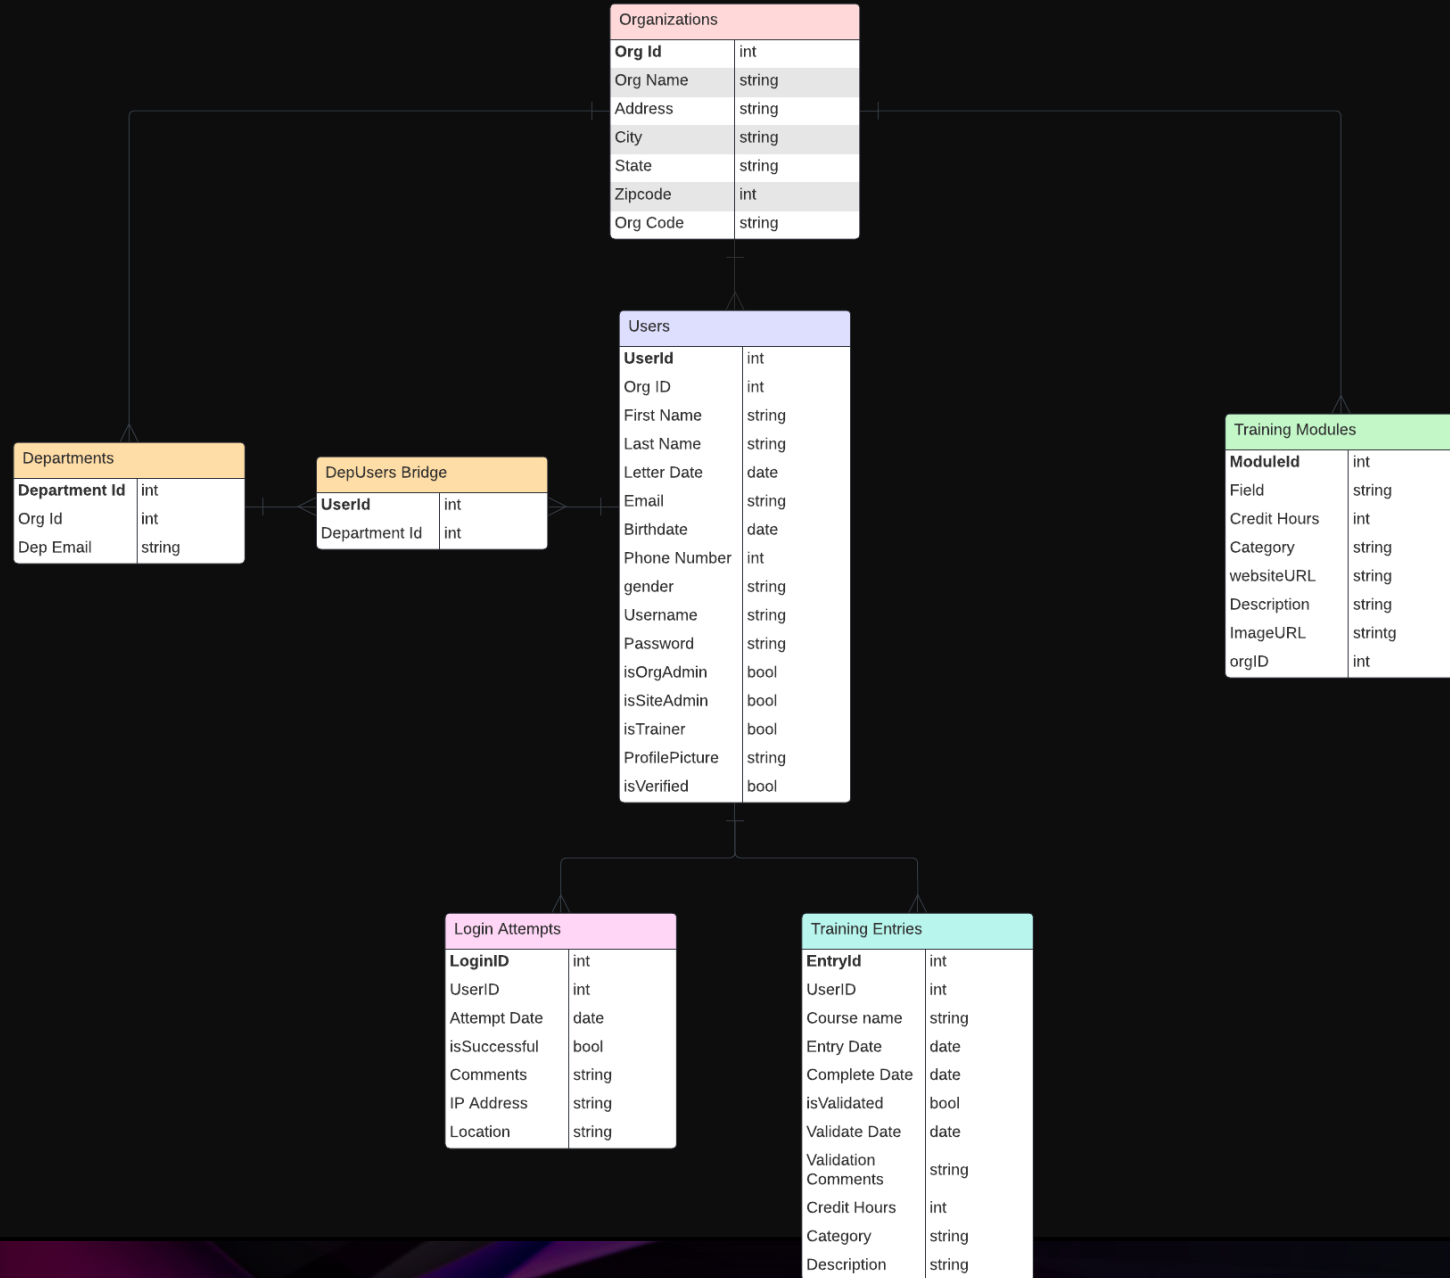 Organizations
Org Id int
Org Name string
Address string
City string
State string
Zipcode int
Org Code string
Users
UserId int
Org ID int
First Name string
Last Name string
Letter Date date
Email string
Birthdate date
Phone Number int
gender string
Username string
Password string
isOrgAdmin bool
isSiteAdmin bool
isTrainer bool
ProfilePicture string
isVerified bool
Departments
Department Id int
Org Id int
Dep Email string
DepUsers Bridge
UserId int
Department Id int
Training Modules
ModuleId int
Field string
Credit Hours int
Category string
websiteURL string
Description string
ImageURL strintg
orgID int
Login Attempts
LoginID int
UserID int
Attempt Date date
isSuccessful bool
Comments string
IP Address string
Location string
Training Entries
EntryId int
UserID int
Course name string
Entry Date date
Complete Date date
isValidated bool
Validate Date date
Validation
Comments string
Credit Hours int
Category string
Description string